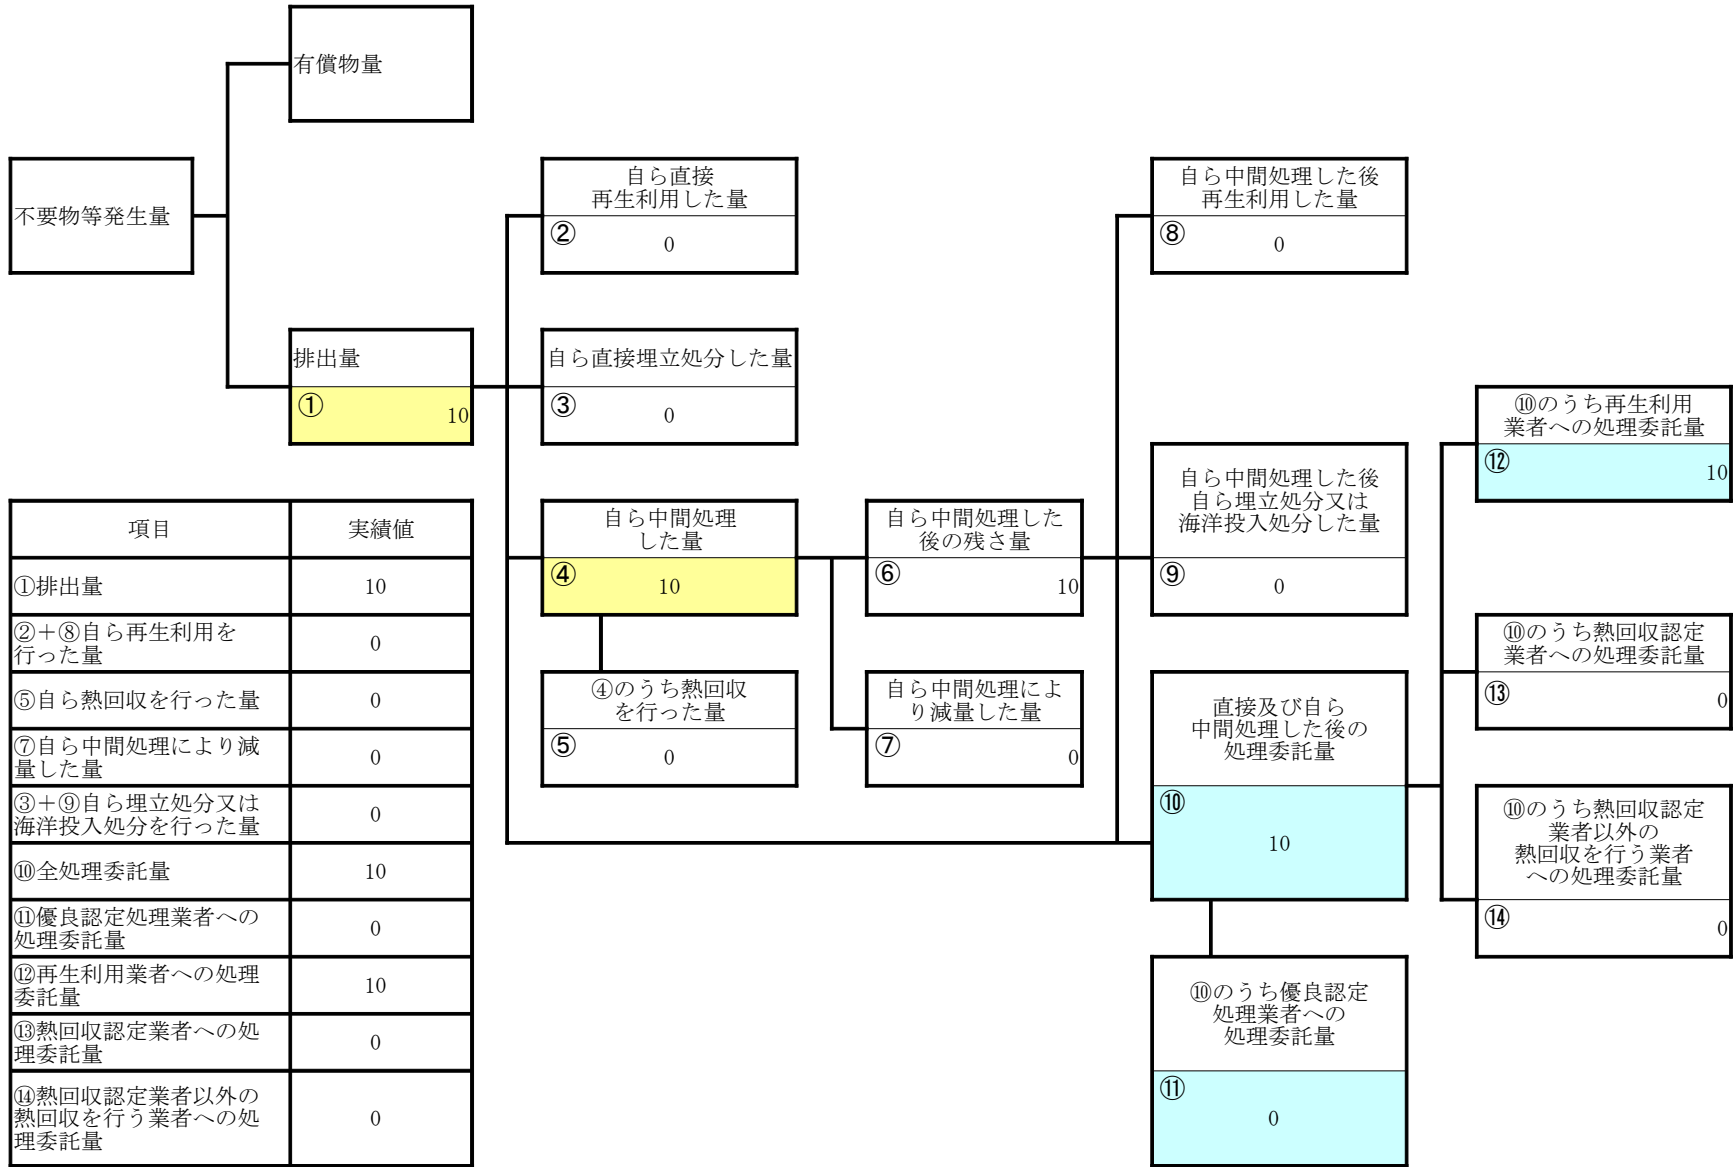 有償物量
不要物等発生量
自ら直接
再生利用した量
②
0
自ら中間処理した後
再生利用した量
⑧
0
排出量
①
10
自ら直接埋立処分した量
③
0
⑩のうち再生利用
業者への処理委託量
⑫
10
自ら中間処理
した量
④
10
自ら中間処理した
後の残さ量
⑥
10
自ら中間処理した後
自ら埋立処分又は
海洋投入処分した量
⑨
0
⑩のうち熱回収認定
業者への処理委託量
⑬
0
④のうち熱回収
を行った量
⑤
0
自ら中間処理によ
り減量した量
⑦
0
直接及び自ら
中間処理した後の
処理委託量
⑩
10
⑩のうち熱回収認定
業者以外の
熱回収を行う業者
への処理委託量
⑭
0
⑩のうち優良認定
処理業者への
処理委託量
⑪
0
項目 実績値
①排出量 10
②+⑧自ら再生利用を
行った量 0
⑤自ら熱回収を行った量 0
⑦自ら中間処理により減
量した量 0
③+⑨自ら埋立処分又は
海洋投入処分を行った量 0
⑩全処理委託量 10
⑪優良認定処理業者への
処理委託量 0
⑫再生利用業者への処理
委託量 10
⑬熱回収認定業者への処
理委託量 0
⑭熱回収認定業者以外の
熱回収を行う業者への処
理委託量 0